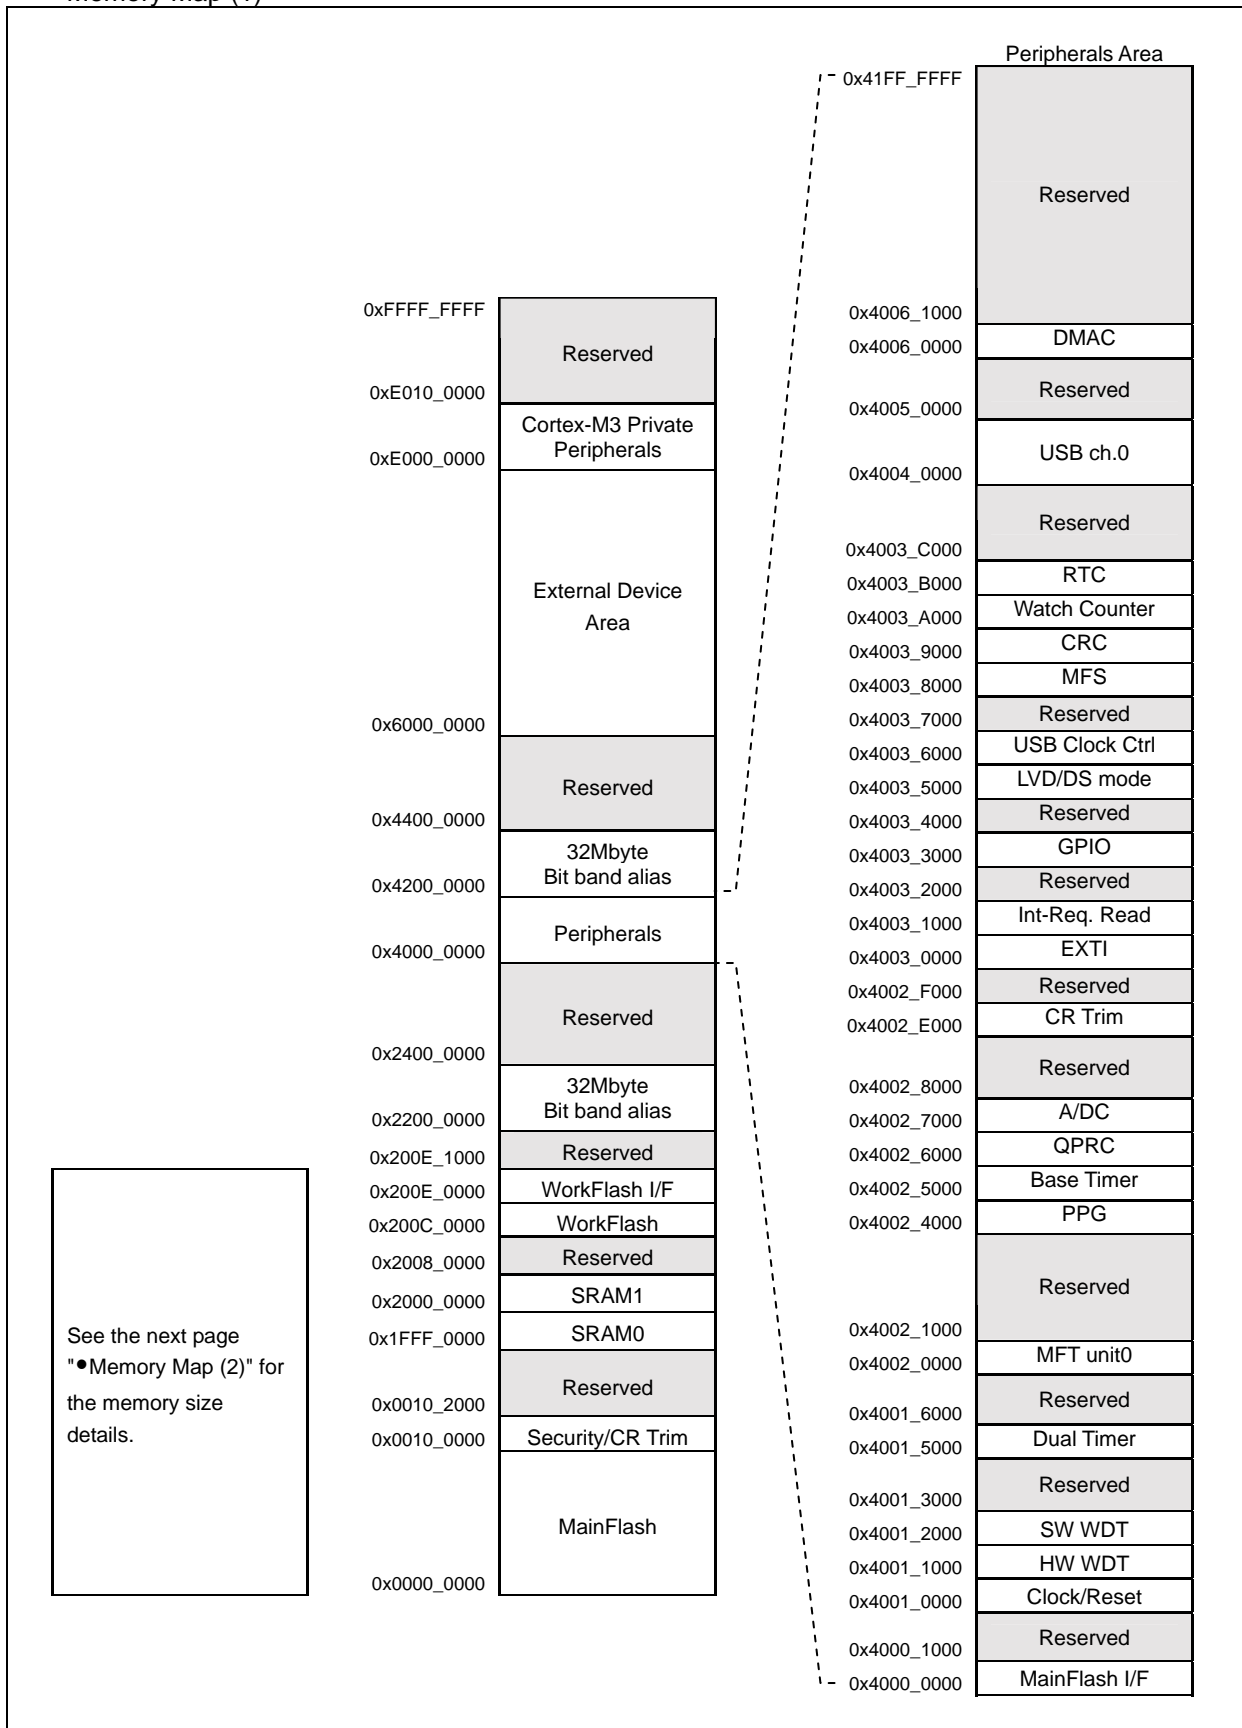 Memory Map (1)
Peripherals Area
0x41FF_FFFF
Reserved
0x4006_1000
DMAC
0x4006_0000
Reserved
0x4005_0000
USB ch.0
0x4004_0000
Reserved
0x4003_C000
RTC
0x4003_B000
Watch Counter
0x4003_A000
CRC
0x4003_9000
MFS
0x4003_8000
Reserved
0x4003_7000
USB Clock Ctrl
0x4003_6000
LVD/DS mode
0x4003_5000
Reserved
0x4003_4000
GPIO
0x4003_3000
Reserved
0x4003_2000
Int-Req. Read
0x4003_1000
EXTI
0x4003_0000
Reserved
0x4002_F000
CR Trim
0x4002_E000
Reserved
0x4002_8000
A/DC
0x4002_7000
QPRC
0x4002_6000
Base Timer
0x4002_5000
PPG
0x4002_4000
Reserved
0x4002_1000
MFT unit0
0x4002_0000
Reserved
0x4001_6000
Dual Timer
0x4001_5000
Reserved
0x4001_3000
SW WDT
0x4001_2000
HW WDT
0x4001_1000
Clock/Reset
0x4001_0000
Reserved
0x4000_1000
MainFlash I/F
0x4000_0000
0xFFFF_FFFF
Reserved
0xE010_0000
Cortex-M3 Private
Peripherals
0xE000_0000
External Device
Area
0x6000_0000
Reserved
0x4400_0000
32Mbyte
Bit band alias
0x4200_0000
Peripherals
0x4000_0000
Reserved
0x2400_0000
32Mbyte
Bit band alias
0x2200_0000
Reserved
0x200E_1000
WorkFlash I/F
0x200E_0000
WorkFlash
0x200C_0000
Reserved
0x2008_0000
SRAM1
0x2000_0000
SRAM0
0x1FFF_0000
Reserved
0x0010_2000
Security/CR Trim
0x0010_0000
MainFlash
0x0000_0000
See the next page
"●Memory Map (2)" for
the memory size
details.